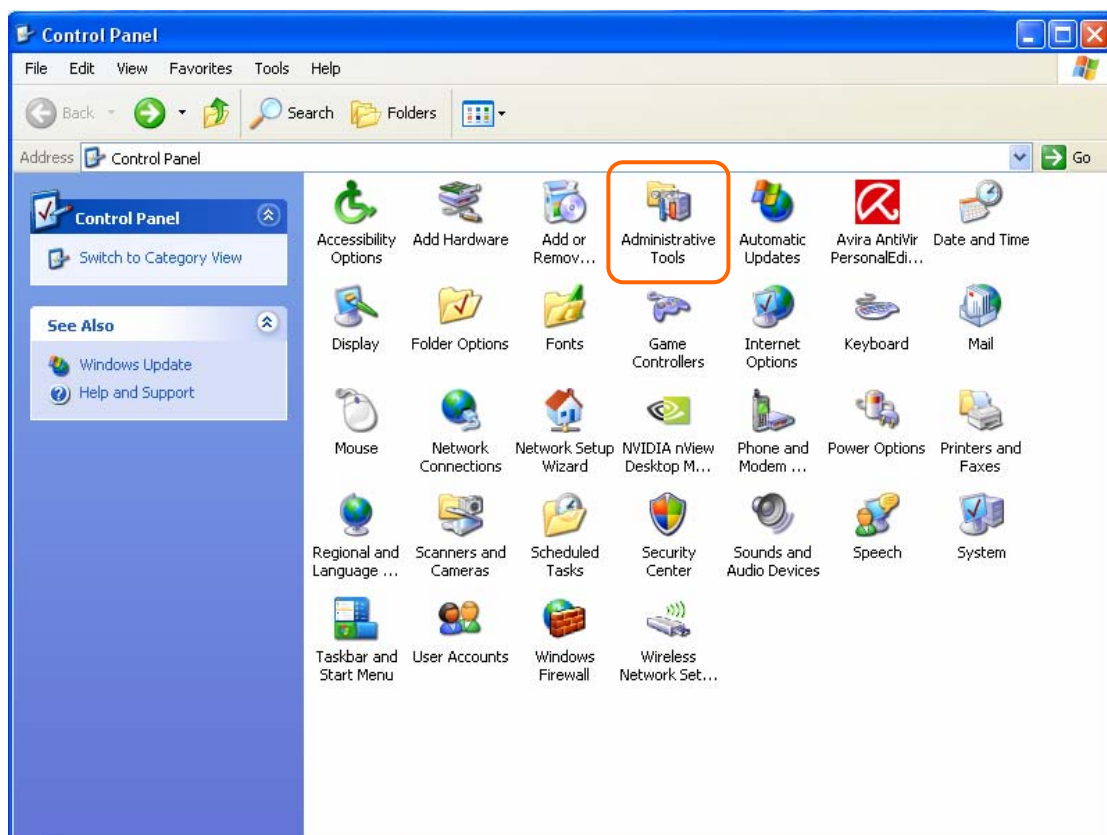 Control Panel
File Edit View Favorites Tools Help
Back Search Folders
Address Control Panel Go
Control Panel
Switch to Category View
See Also
Windows Update
Help and Support
Accessibility
Options
Add Hardware
Add or
Remov...
Administrative
Tools
Automatic
Updates
Avira AntiVir
PersonalEdi...
Date and Time
Display
Folder Options
Fonts
Game
Controllers
Internet
Options
Keyboard
Mail
Mouse
Network
Connections
Network Setup
Wizard
NVIDIA nView
Desktop M...
Phone and
Modem ...
Power Options
Printers and
Faxes
Regional and
Language ...
Scanners and
Cameras
Scheduled
Tasks
Security
Center
Sounds and
Audio Devices
Speech
System
Taskbar and
Start Menu
User Accounts
Windows
Firewall
Wireless
Network Set...